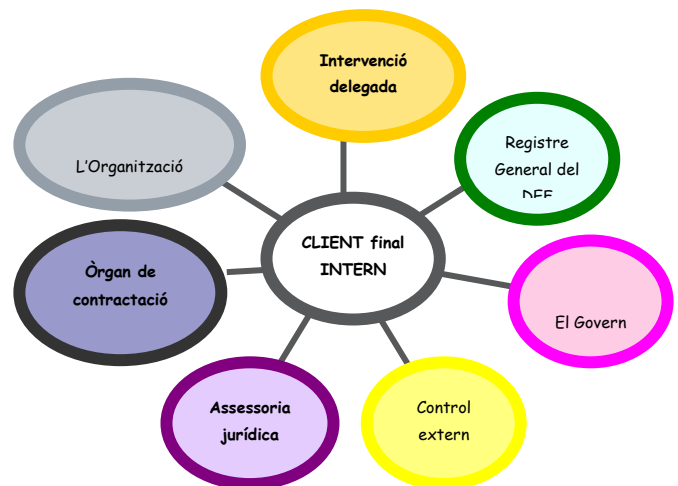 Intervenció
delegada
Registre
General del
L'Organització
CLIENT final
INTERN
Òrgan de
contractació
El Govern
Assessoria
jurídica
Control
extern